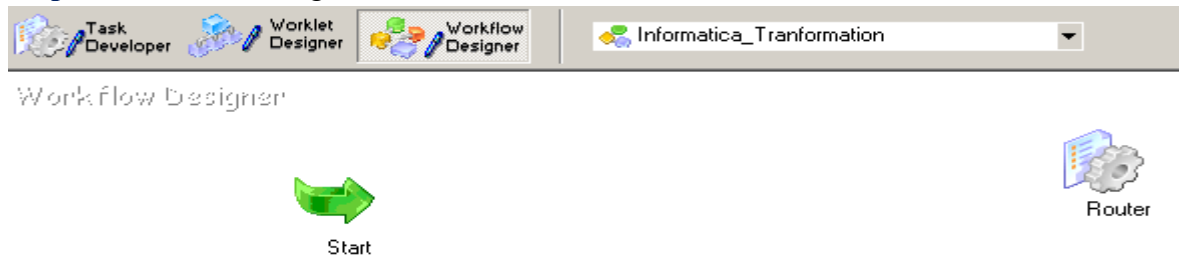 Task Developer
Worklet Designer
Workflow Designer
Informatica_Tranformation
Workflow Designer
Router
Start